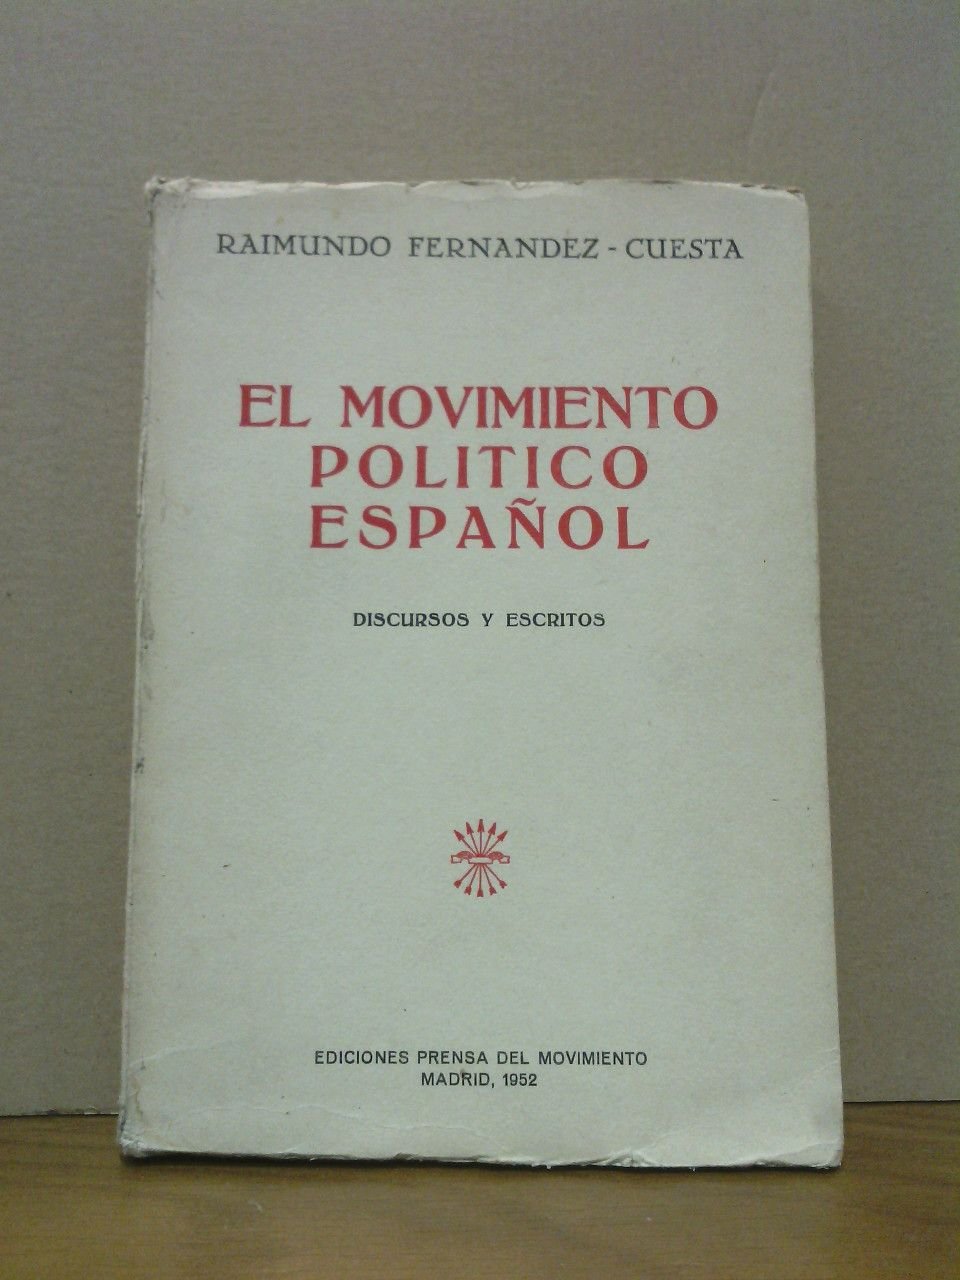 RAIMUNDO FERNANDEZ - CUESTA
EL MOVIMIENTO
POLITICO
ESPAÑOL
DISCURSOS Y ESCRITOS
EDICIONES PRENSA DEL MOVIMIENTO
MADRID, 1952